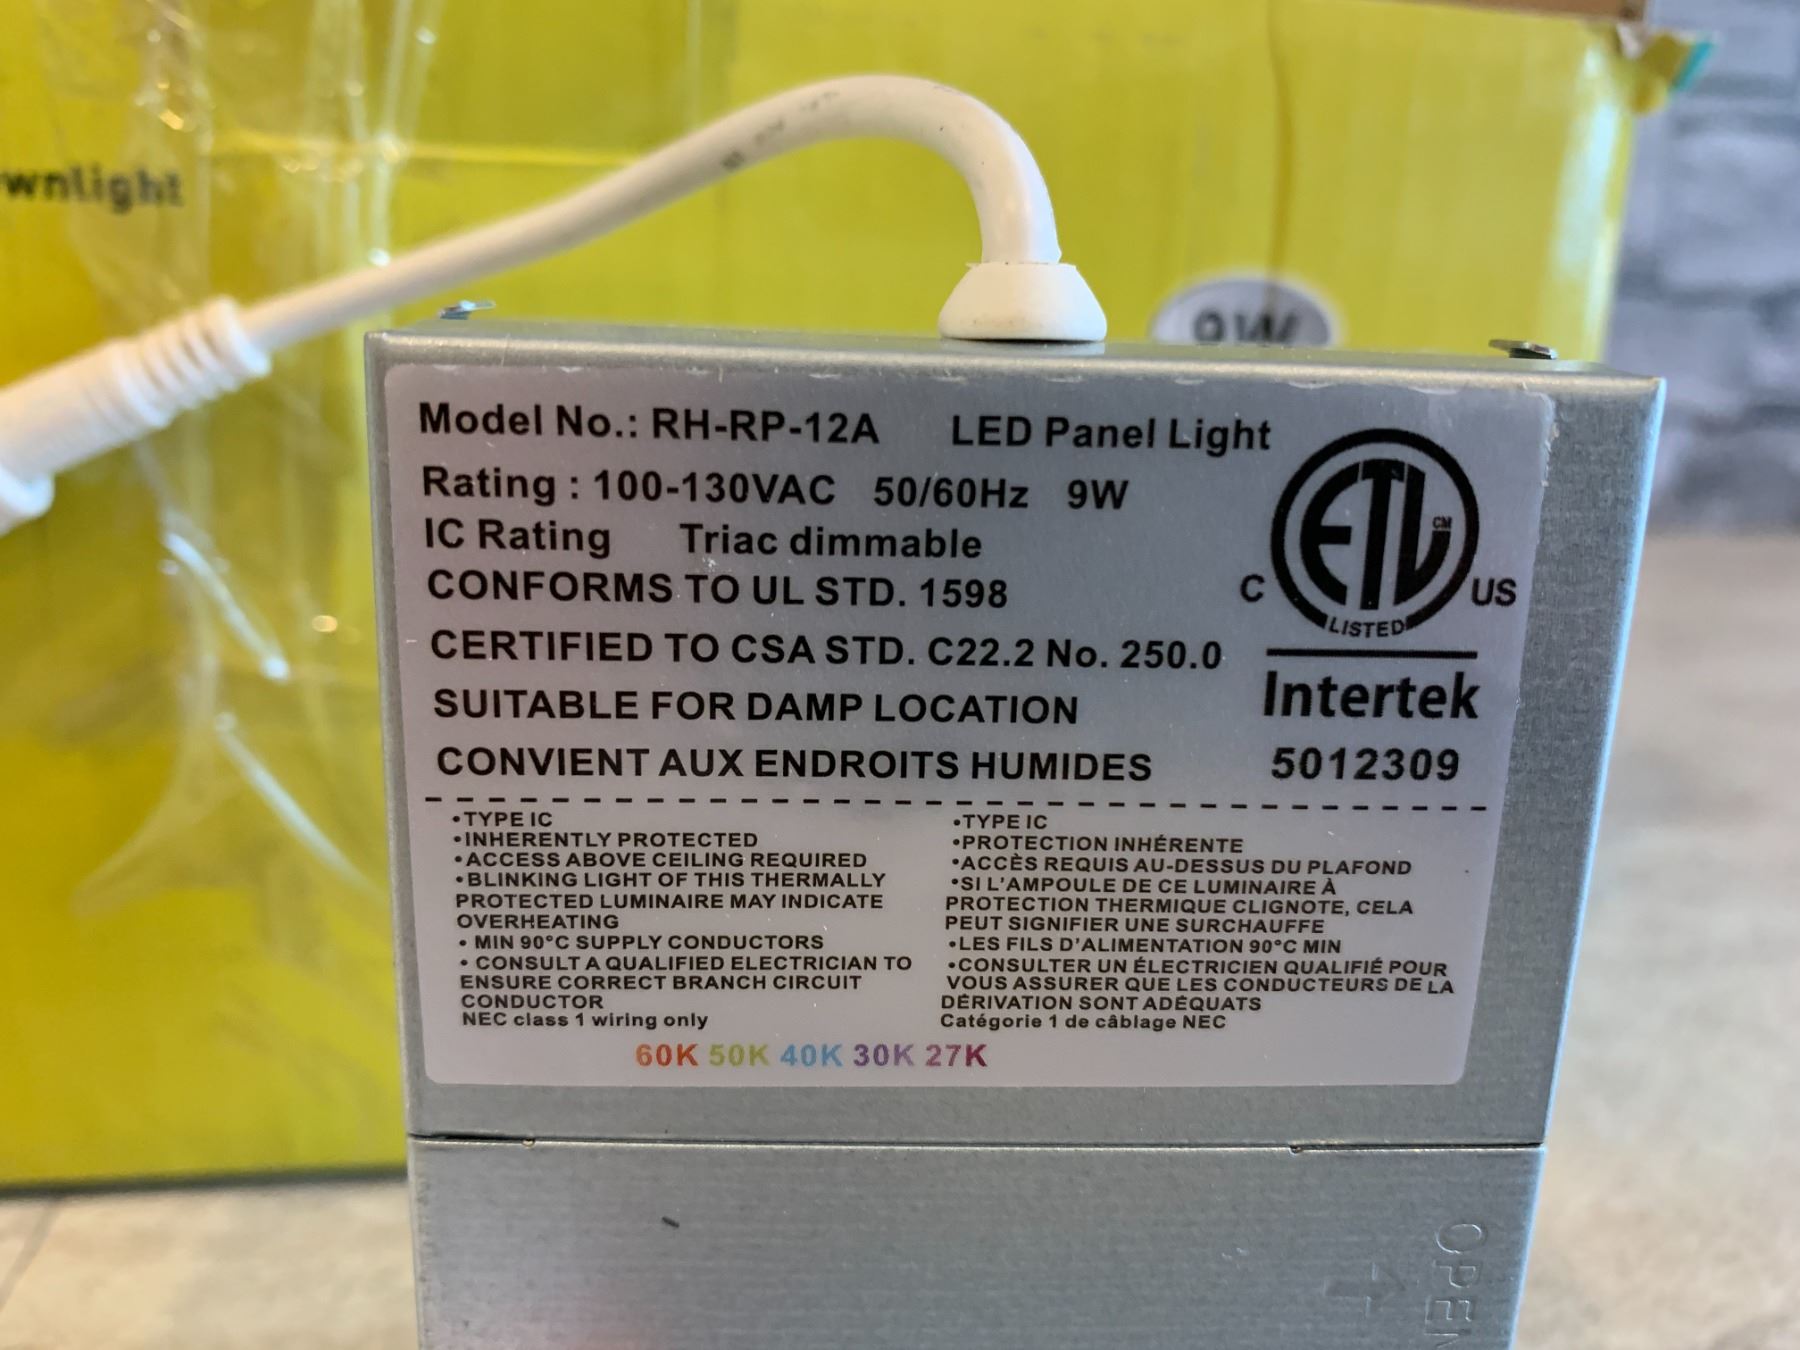 wnlight
9W
Model No.: RH-RP-12A LED Panel Light
Rating : 100-130VAC 50/60Hz 9W
IC Rating Triac dimmable
CONFORMS TO UL STD. 1598
CERTIFIED TO CSA STD. C22.2 No. 250.0
SUITABLE FOR DAMP LOCATION
CONVIENT AUX ENDROITS HUMIDES
ETL CM
C US
LISTED
Intertek
5012309
•TYPE IC
•INHERENTLY PROTECTED
•ACCESS ABOVE CEILING REQUIRED
•BLINKING LIGHT OF THIS THERMALLY
PROTECTED LUMINAIRE MAY INDICATE
OVERHEATING
• MIN 90°C SUPPLY CONDUCTORS
• CONSULT A QUALIFIED ELECTRICIAN TO
ENSURE CORRECT BRANCH CIRCUIT
CONDUCTOR
NEC class 1 wiring only
•TYPE IC
•PROTECTION INHÉRENTE
•ACCÈS REQUIS AU-DESSUS DU PLAFOND
•SI L'AMPOULE DE CE LUMINAIRE À
PROTECTION THERMIQUE CLIGNOTE, CELA
PEUT SIGNIFIER UNE SURCHAUFFE
•LES FILS D'ALIMENTATION 90°C MIN
•CONSULTER UN ÉLECTRICIEN QUALIFIÉ POUR
VOUS ASSURER QUE LES CONDUCTEURS DE LA
DÉRIVATION SONT ADÉQUATS
Catégorie 1 de câblage NEC
60K 50K 40K 30K 27K
OPEN